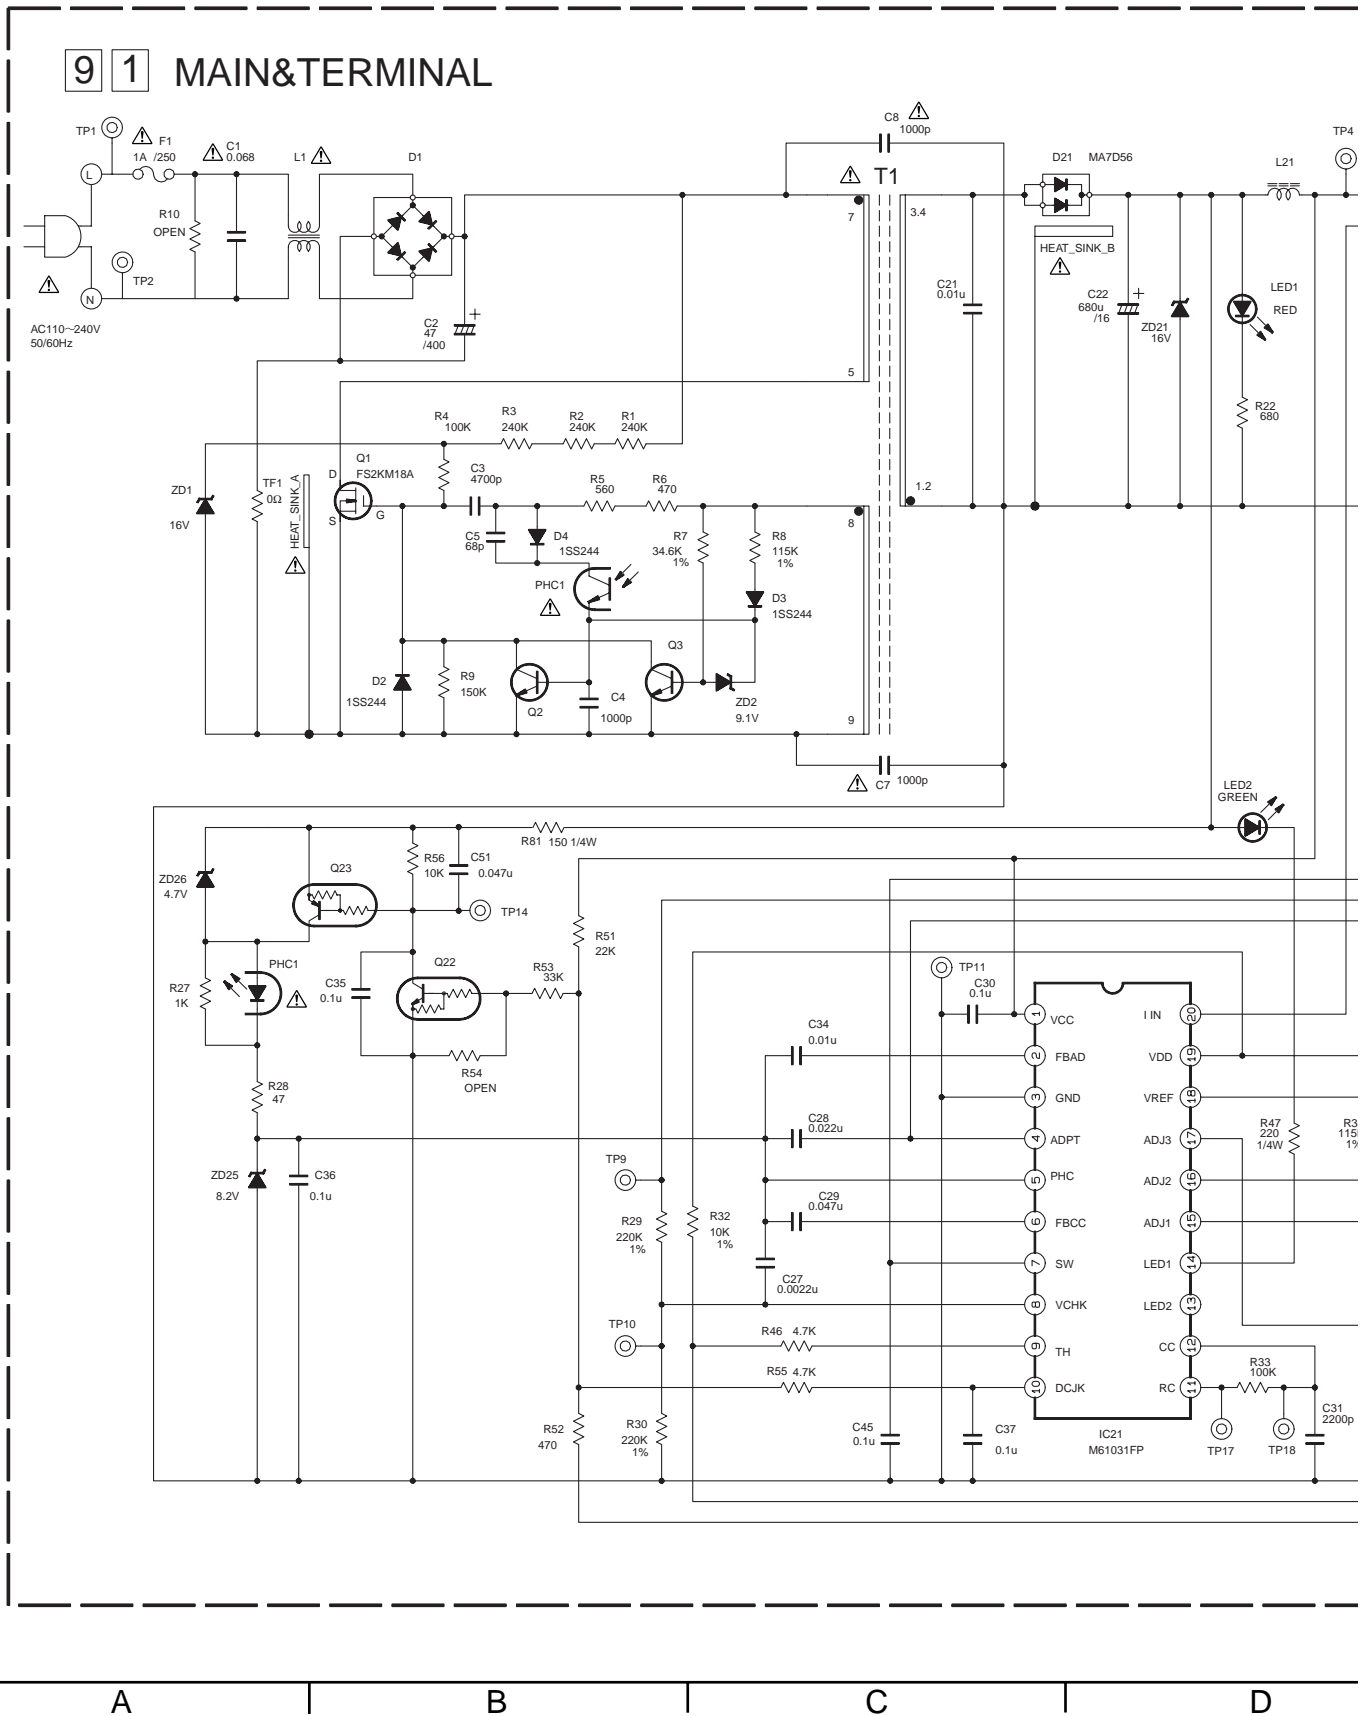 9 1 MAIN&TERMINAL
TP1
F1
1A /250
C1
0.068
L1
D1
C8
1000p
T1
D21 MA7D56
L21
TP4
L
R10
OPEN
TP2
N
AC110~240V
50/60Hz
C2
47
/400
+
7
3.4
HEAT_SINK_B
C21
0.01u
C22
680u
/16
+
ZD21
16V
LED1
RED
5
R22
680
R4
100K
R3
240K
R2
240K
R1
240K
Q1
FS2KM18A
D
S
G
C3
4700p
R5
560
R6
470
1.2
ZD1
16V
TF1
0Ω
HEAT_SINK_A
C5
68p
D4
1SS244
R7
34.6K
1%
R8
115K
1%
8
PHC1
D3
1SS244
Q3
D2
1SS244
R9
150K
Q2
C4
1000p
ZD2
9.1V
9
C7 1000p
LED2
GREEN
R81 150 1/4W
ZD26
4.7V
Q23
R56
10K
C51
0.047u
TP14
R51
22K
R27
1K
PHC1
C35
0.1u
Q22
R53
33K
TP11
C30
0.1u
R54
OPEN
C34
0.01u
R28
47
C28
0.022u
ZD25
8.2V
C36
0.1u
TP9
R29
220K
1%
R32
10K
1%
C29
0.047u
C27
0.0022u
TP10
R46 4.7K
R55 4.7K
R52
470
R30
220K
1%
C45
0.1u
C37
0.1u
1 VCC
2 FBAD
3 GND
4 ADPT
5 PHC
6 FBCC
7 SW
8 VCHK
9 TH
10 DCJK
I IN 20
VDD 19
VREF 18
ADJ3 17
ADJ2 16
ADJ1 15
LED1 14
LED2 13
CC 12
RC 11
IC21
M61031FP
R47
220
1/4W
R3
115
1%
R33
100K
TP17
TP18
C31
2200p
A B C D